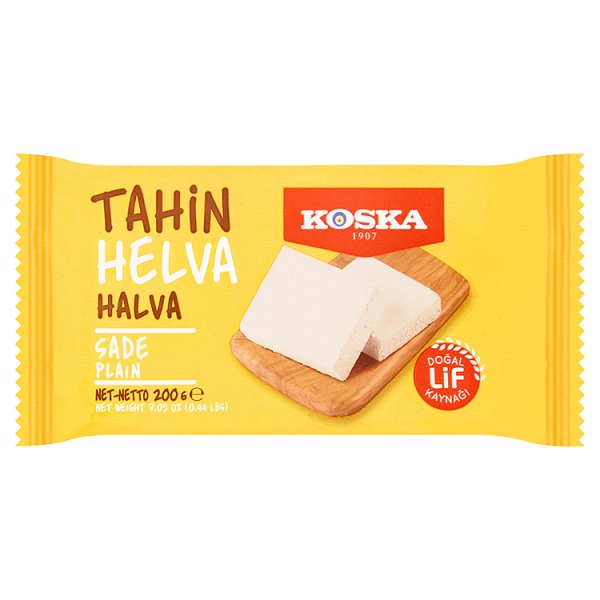 TAHiN
HELVA
HALVA
SADE
PLAIN
NET-NETTO 200 G ℮
NET WEIGHT 7.05 OZ (0.44 LBS)
KOSKA
1907
DOĞAL
LiF
KAYNAĞI